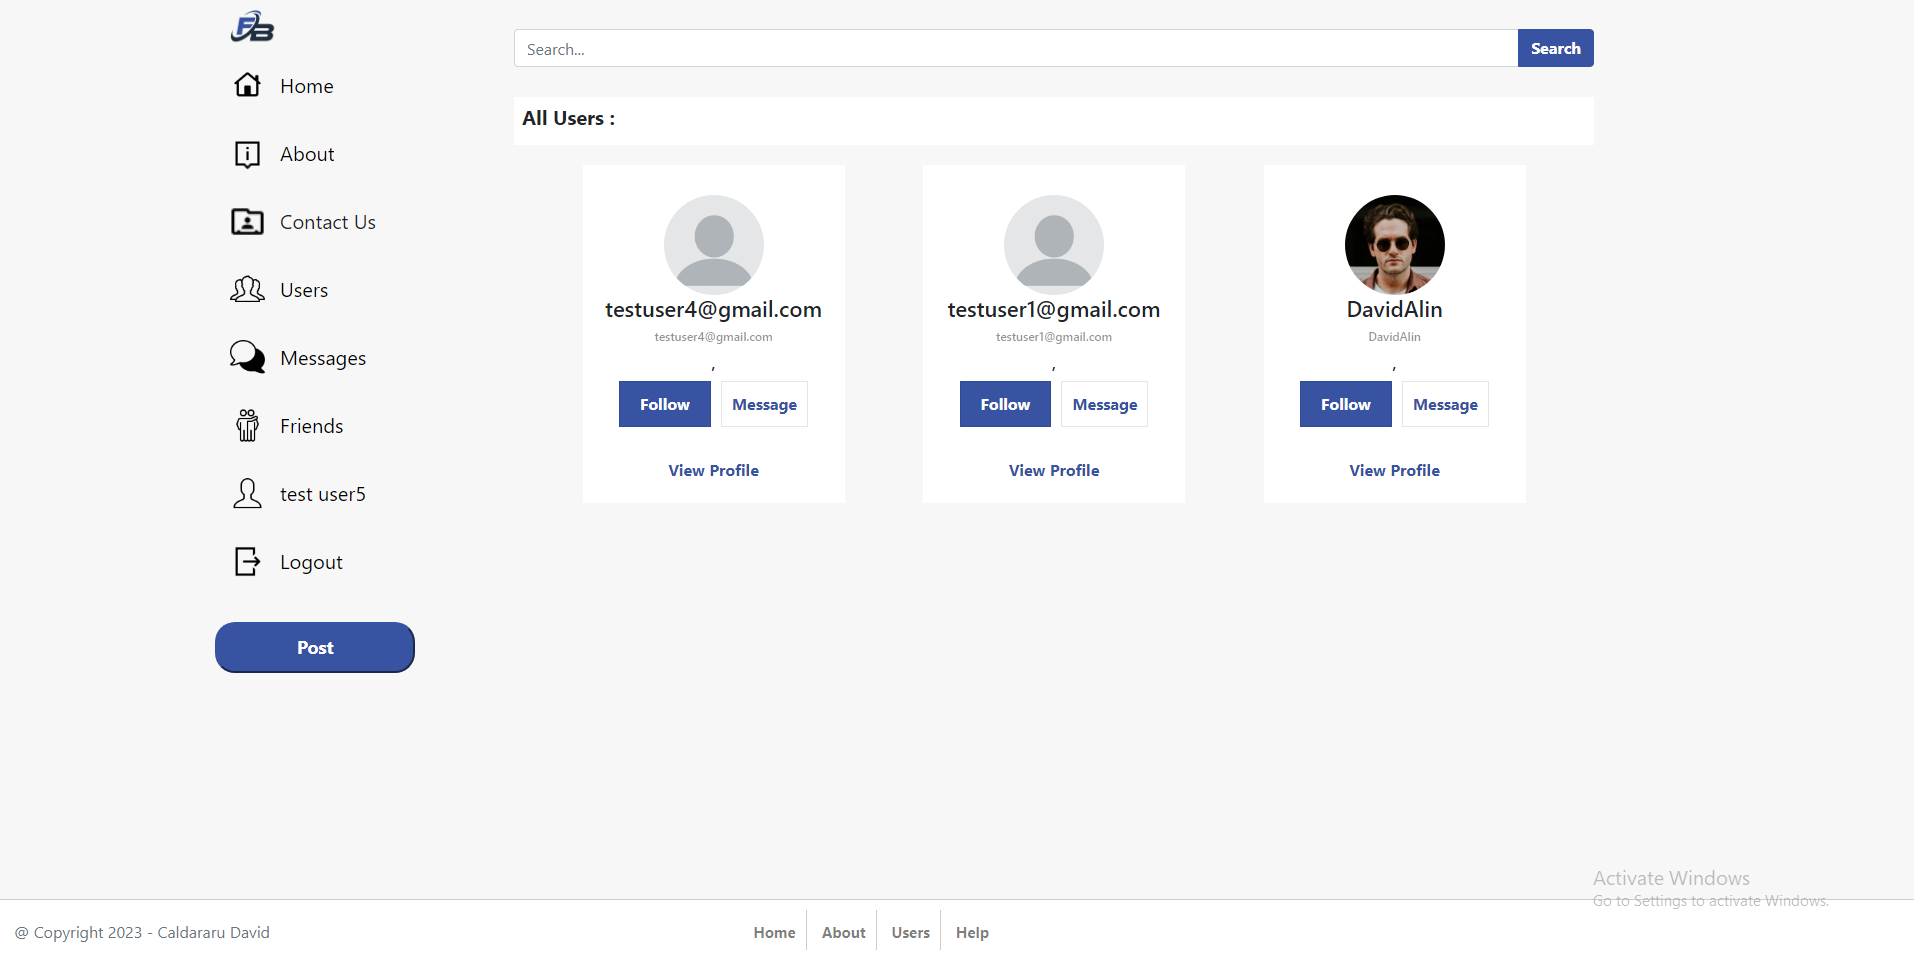 FB
Home
About
Contact Us
Users
Messages
Friends
test user5
Logout
Post
Search...
Search
All Users :
testuser4@gmail.com
testuser4@gmail.com
,
Follow
Message
View Profile
testuser1@gmail.com
testuser1@gmail.com
,
Follow
Message
View Profile
DavidAlin
DavidAlin
,
Follow
Message
View Profile
Activate Windows
Go to Settings to activate Windows.
@ Copyright 2023 - Caldararu David
Home
About
Users
Help